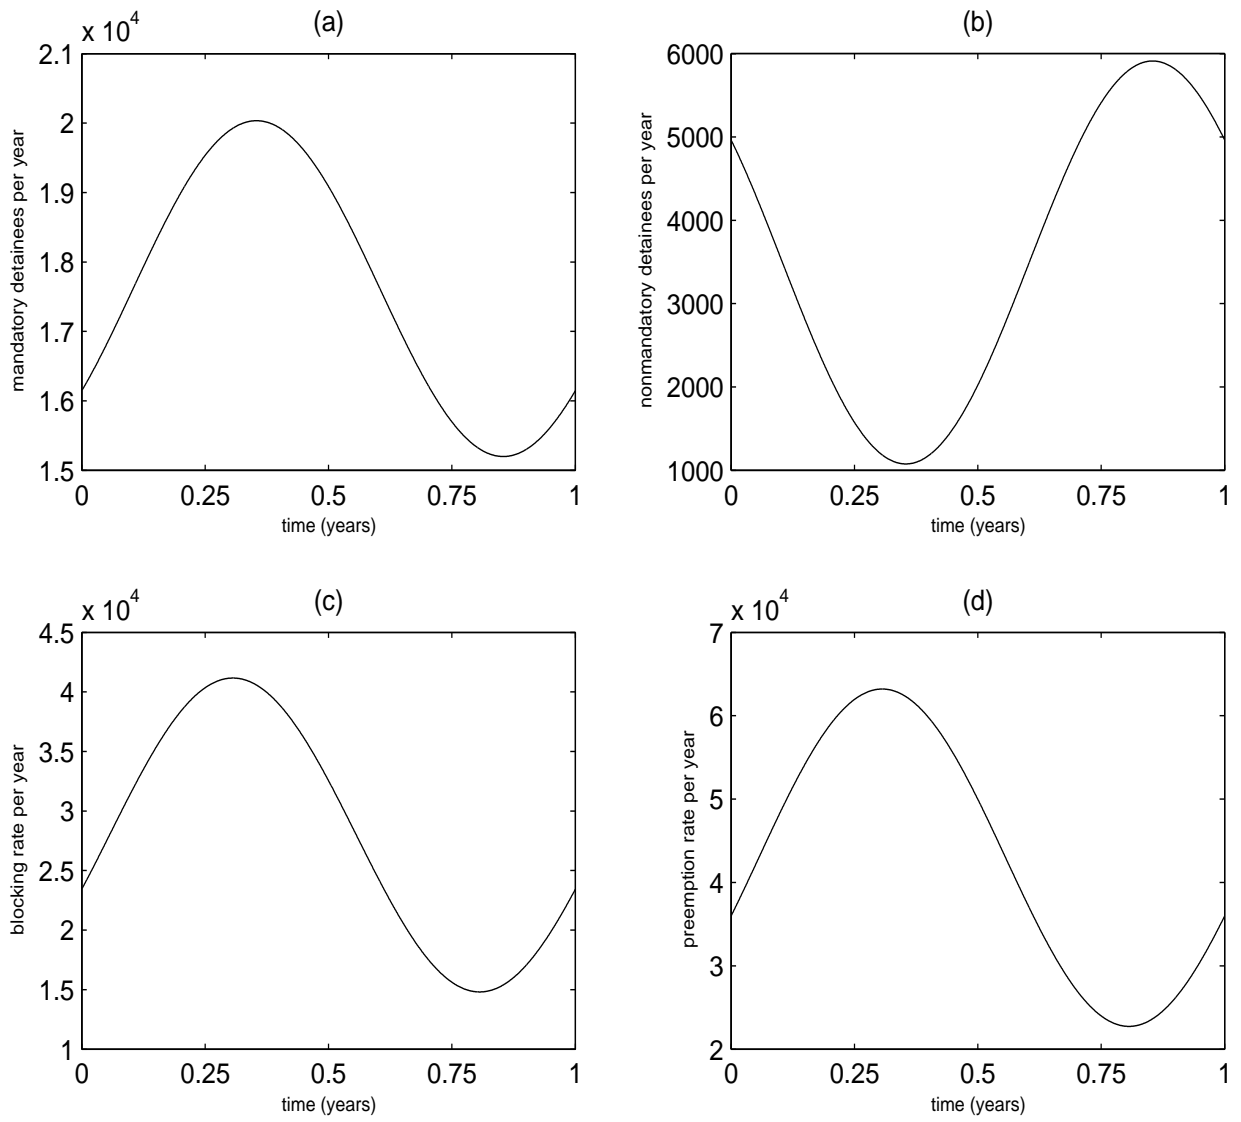 (a)
x 10^4
2.1
2
1.9
1.8
1.7
1.6
1.5
mandatory detainees per year
0 0.25 0.5 0.75 1
time (years)
(b)
6000
5000
4000
3000
2000
1000
nonmandatory detainees per year
0 0.25 0.5 0.75 1
time (years)
(c)
x 10^4
4.5
4
3.5
3
2.5
2
1.5
1
blocking rate per year
0 0.25 0.5 0.75 1
time (years)
(d)
x 10^4
7
6
5
4
3
2
preemption rate per year
0 0.25 0.5 0.75 1
time (years)